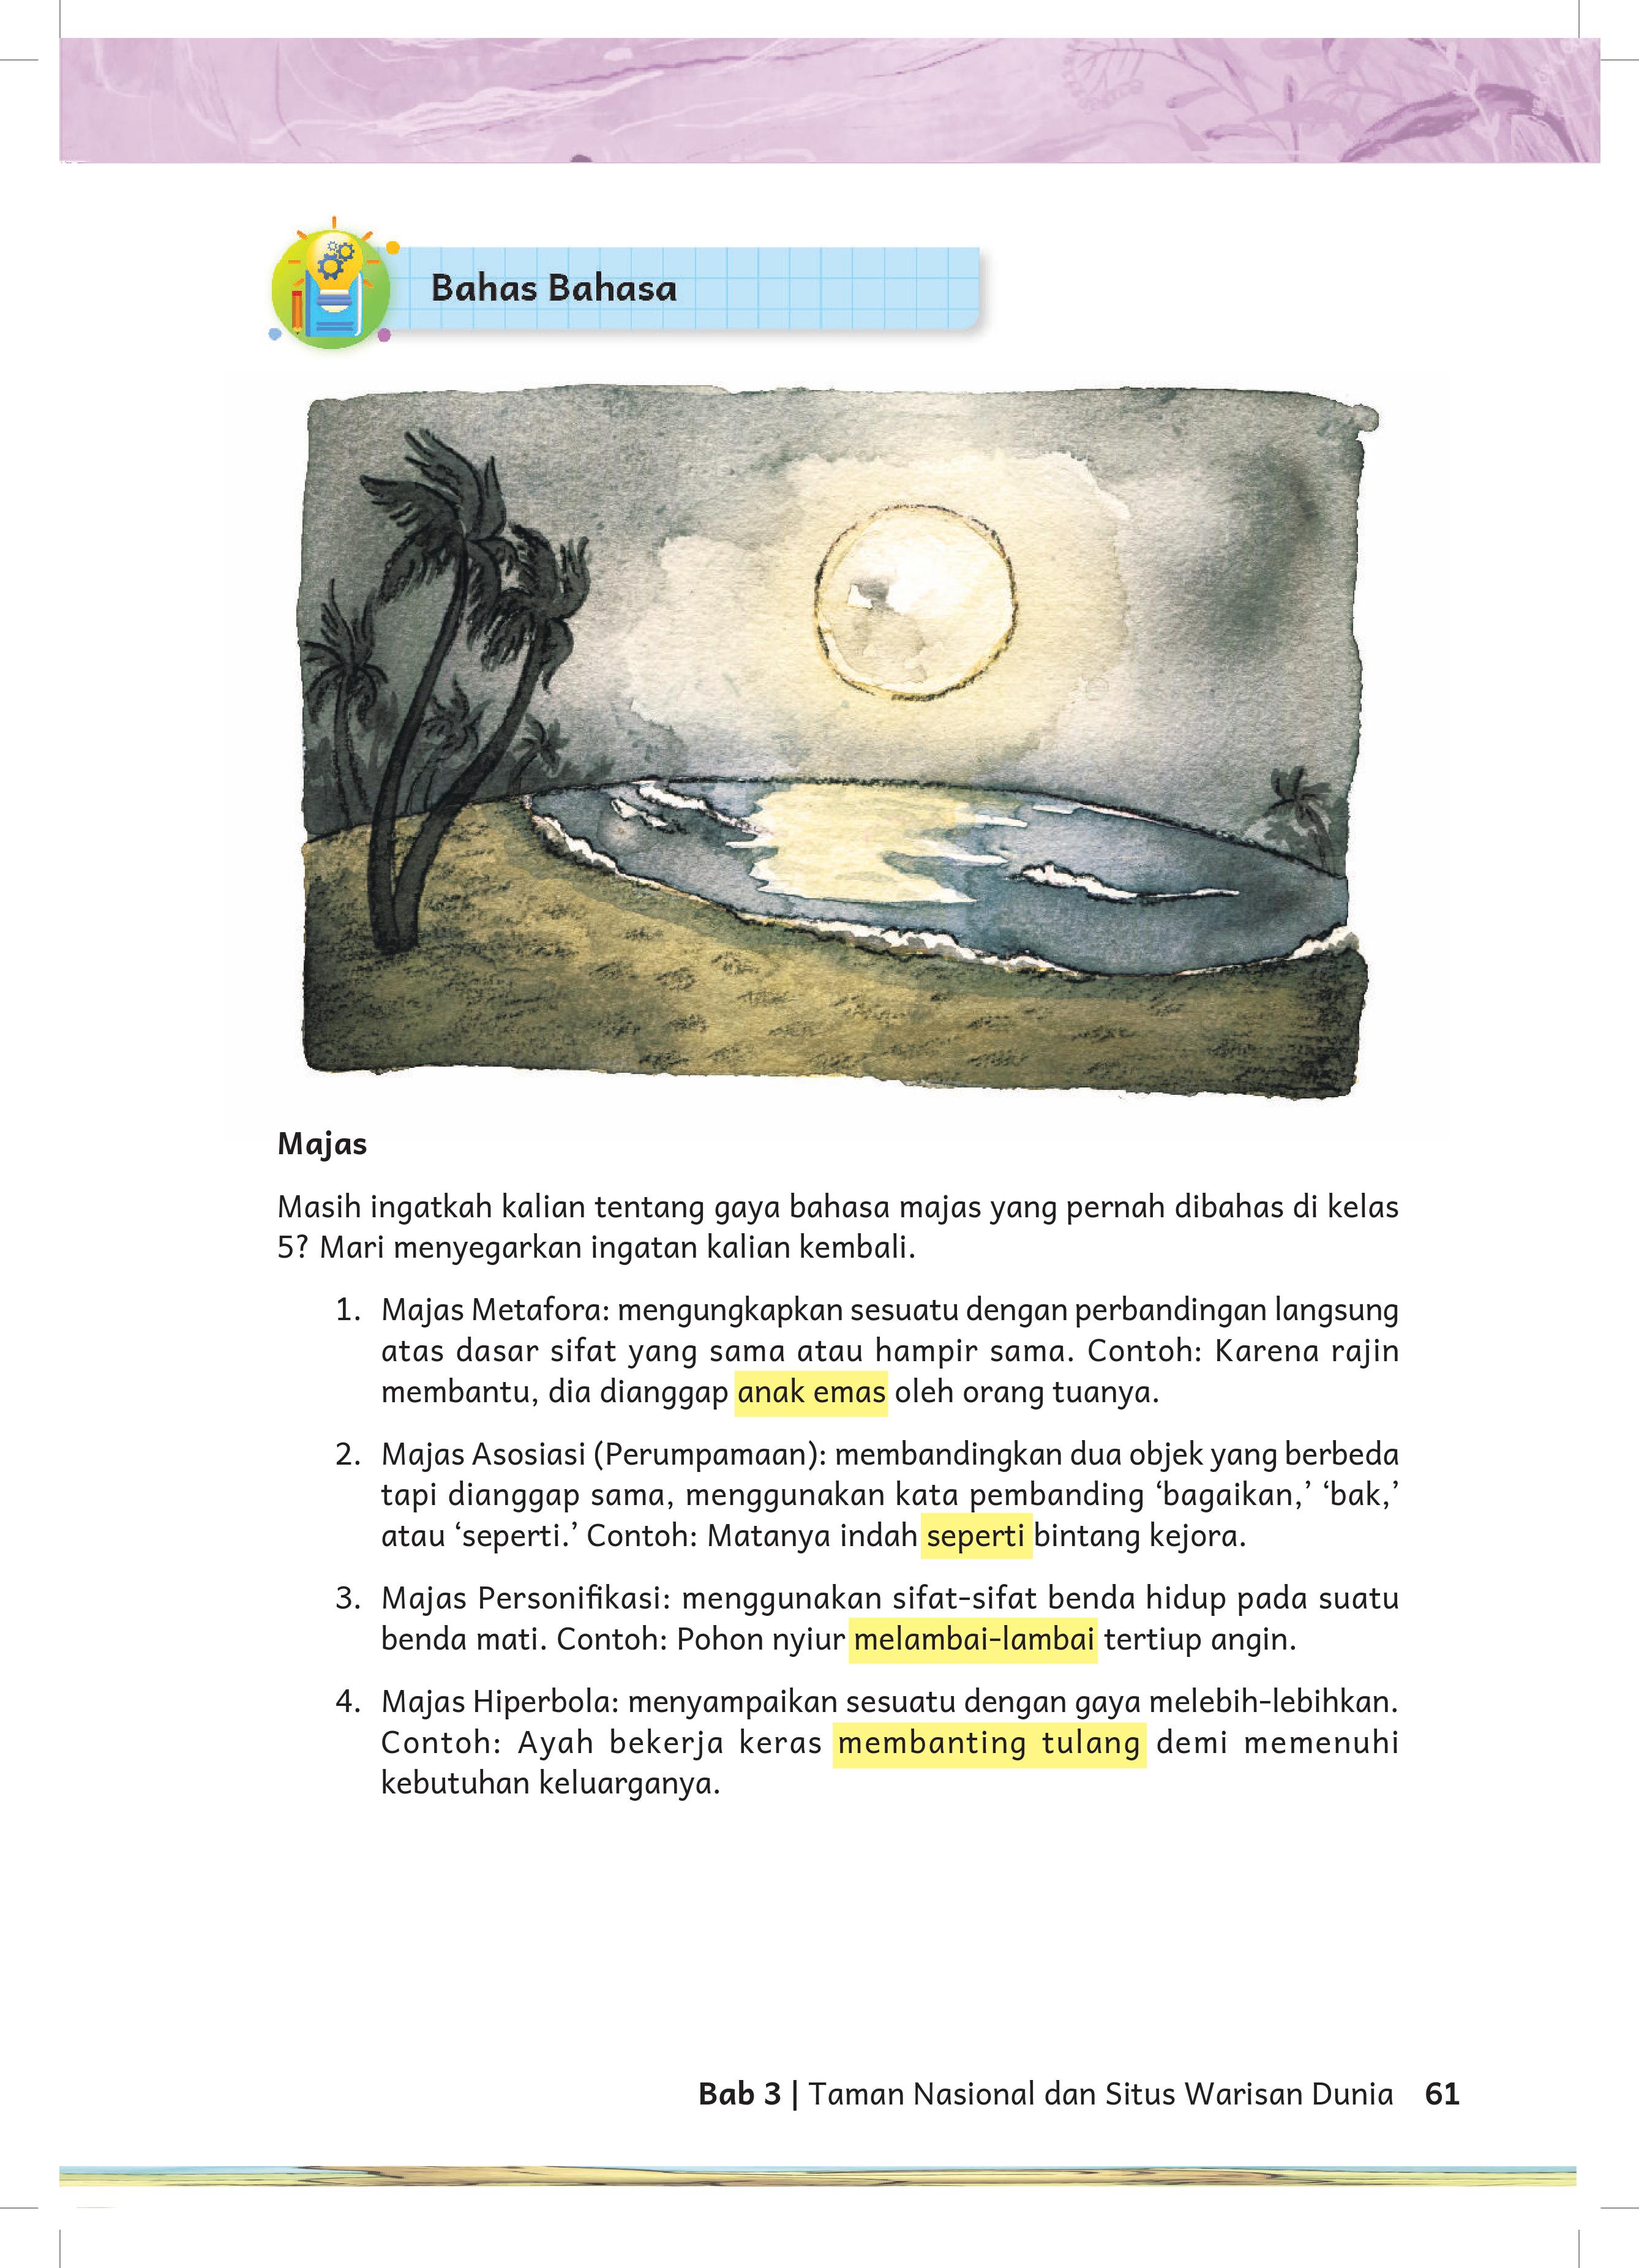 Bahas Bahasa
Majas
Masih ingatkah kalian tentang gaya bahasa majas yang pernah dibahas di kelas
5? Mari menyegarkan ingatan kalian kembali.
1. Majas Metafora: mengungkapkan sesuatu dengan perbandingan langsung
atas dasar sifat yang sama atau hampir sama. Contoh: Karena rajin
membantu, dia dianggap anak emas oleh orang tuanya.
2. Majas Asosiasi (Perumpamaan): membandingkan dua objek yang berbeda
tapi dianggap sama, menggunakan kata pembanding ‘bagaikan,’ ‘bak,’
atau ‘seperti.’ Contoh: Matanya indah seperti bintang kejora.
3. Majas Personifikasi: menggunakan sifat-sifat benda hidup pada suatu
benda mati. Contoh: Pohon nyiur melambai-lambai tertiup angin.
4. Majas Hiperbola: menyampaikan sesuatu dengan gaya melebih-lebihkan.
Contoh: Ayah bekerja keras membanting tulang demi memenuhi
kebutuhan keluarganya.
Bab 3 | Taman Nasional dan Situs Warisan Dunia 61